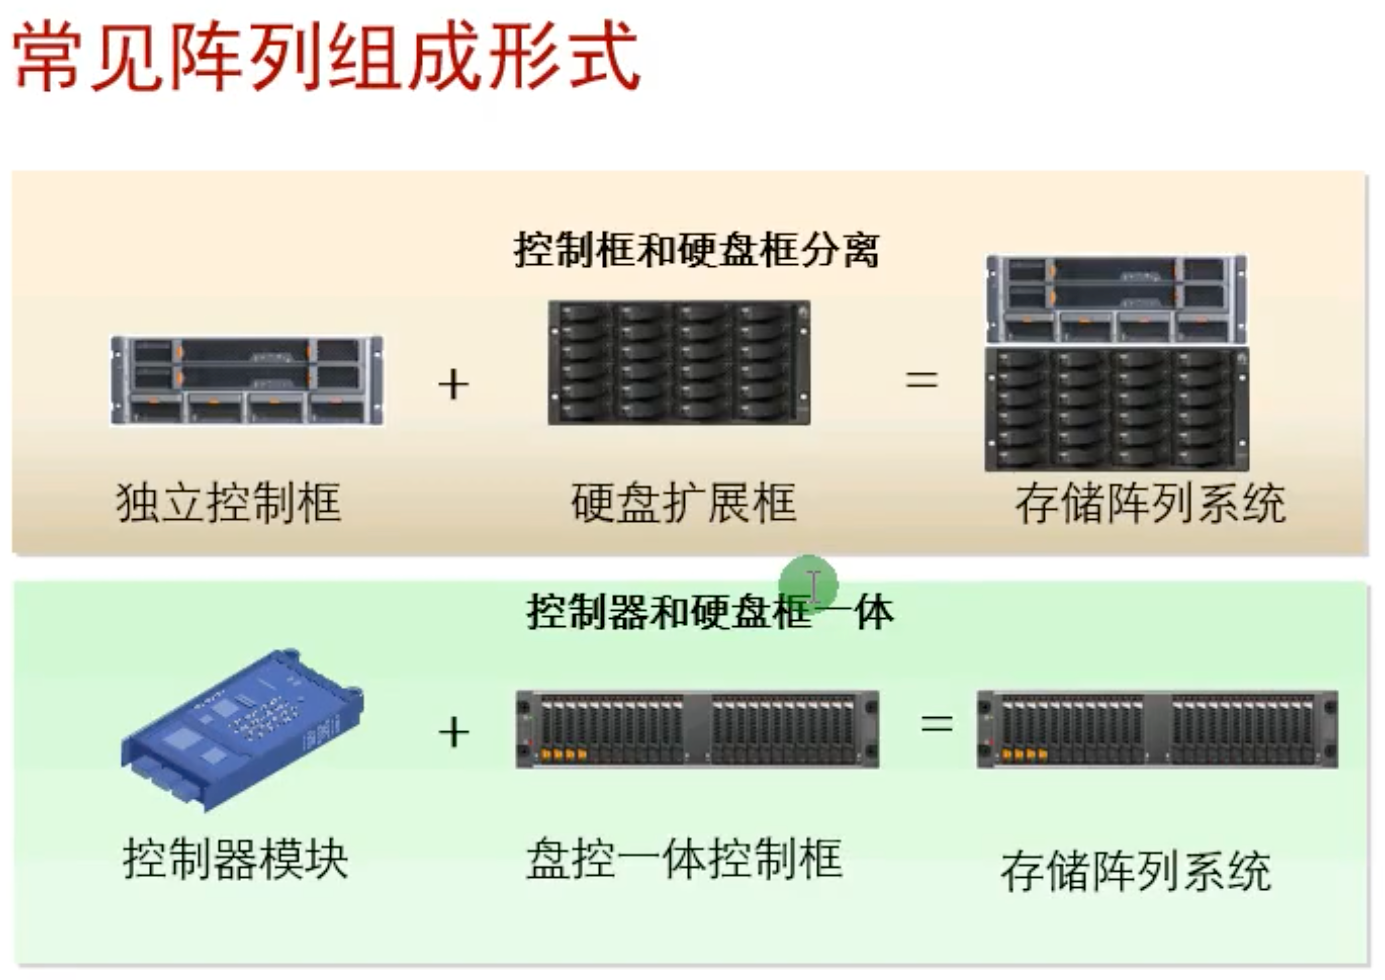 常见阵列组成形式
控制框和硬盘框分离
+
=
独立控制框
硬盘扩展框
存储阵列系统
控制器和硬盘框一体
+
=
控制器模块
盘控一体控制框
存储阵列系统